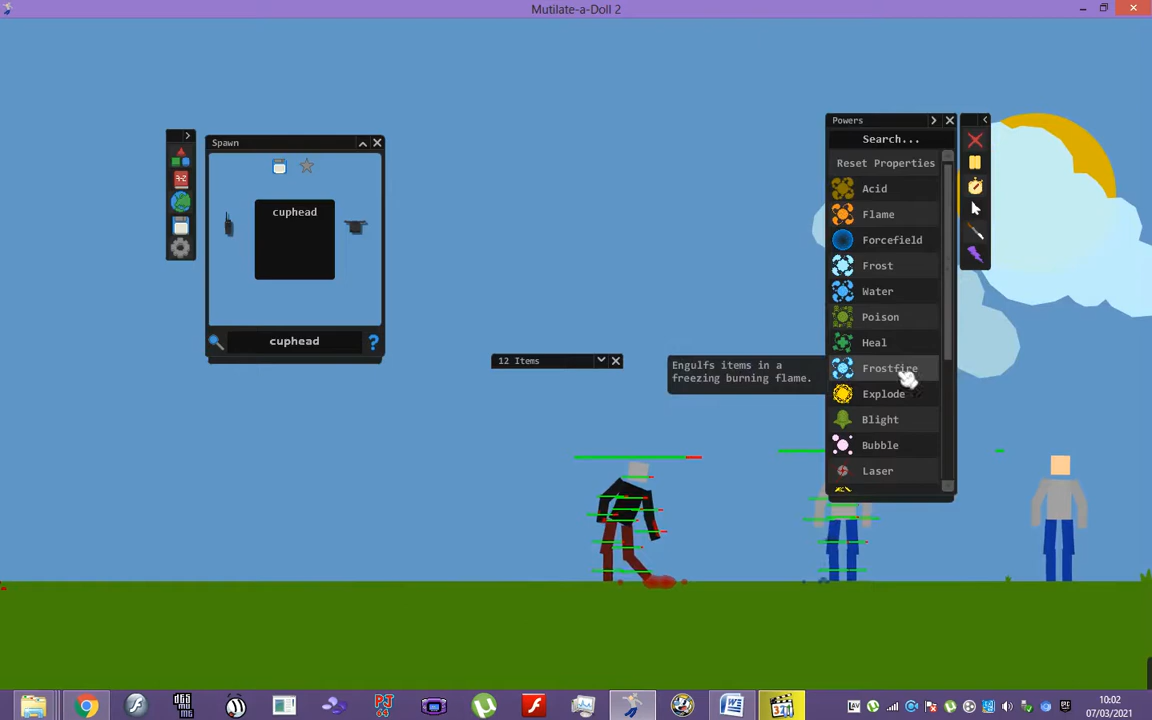 Mutilate-a-Doll 2
Spawn
cuphead
cuphead
12 Items
Engulfs items in a
freezing burning flame.
Powers
Search...
Reset Properties
Acid
Flame
Forcefield
Frost
Water
Poison
Heal
Frostfire
Explode
Blight
Bubble
Laser
10:02
07/03/2021